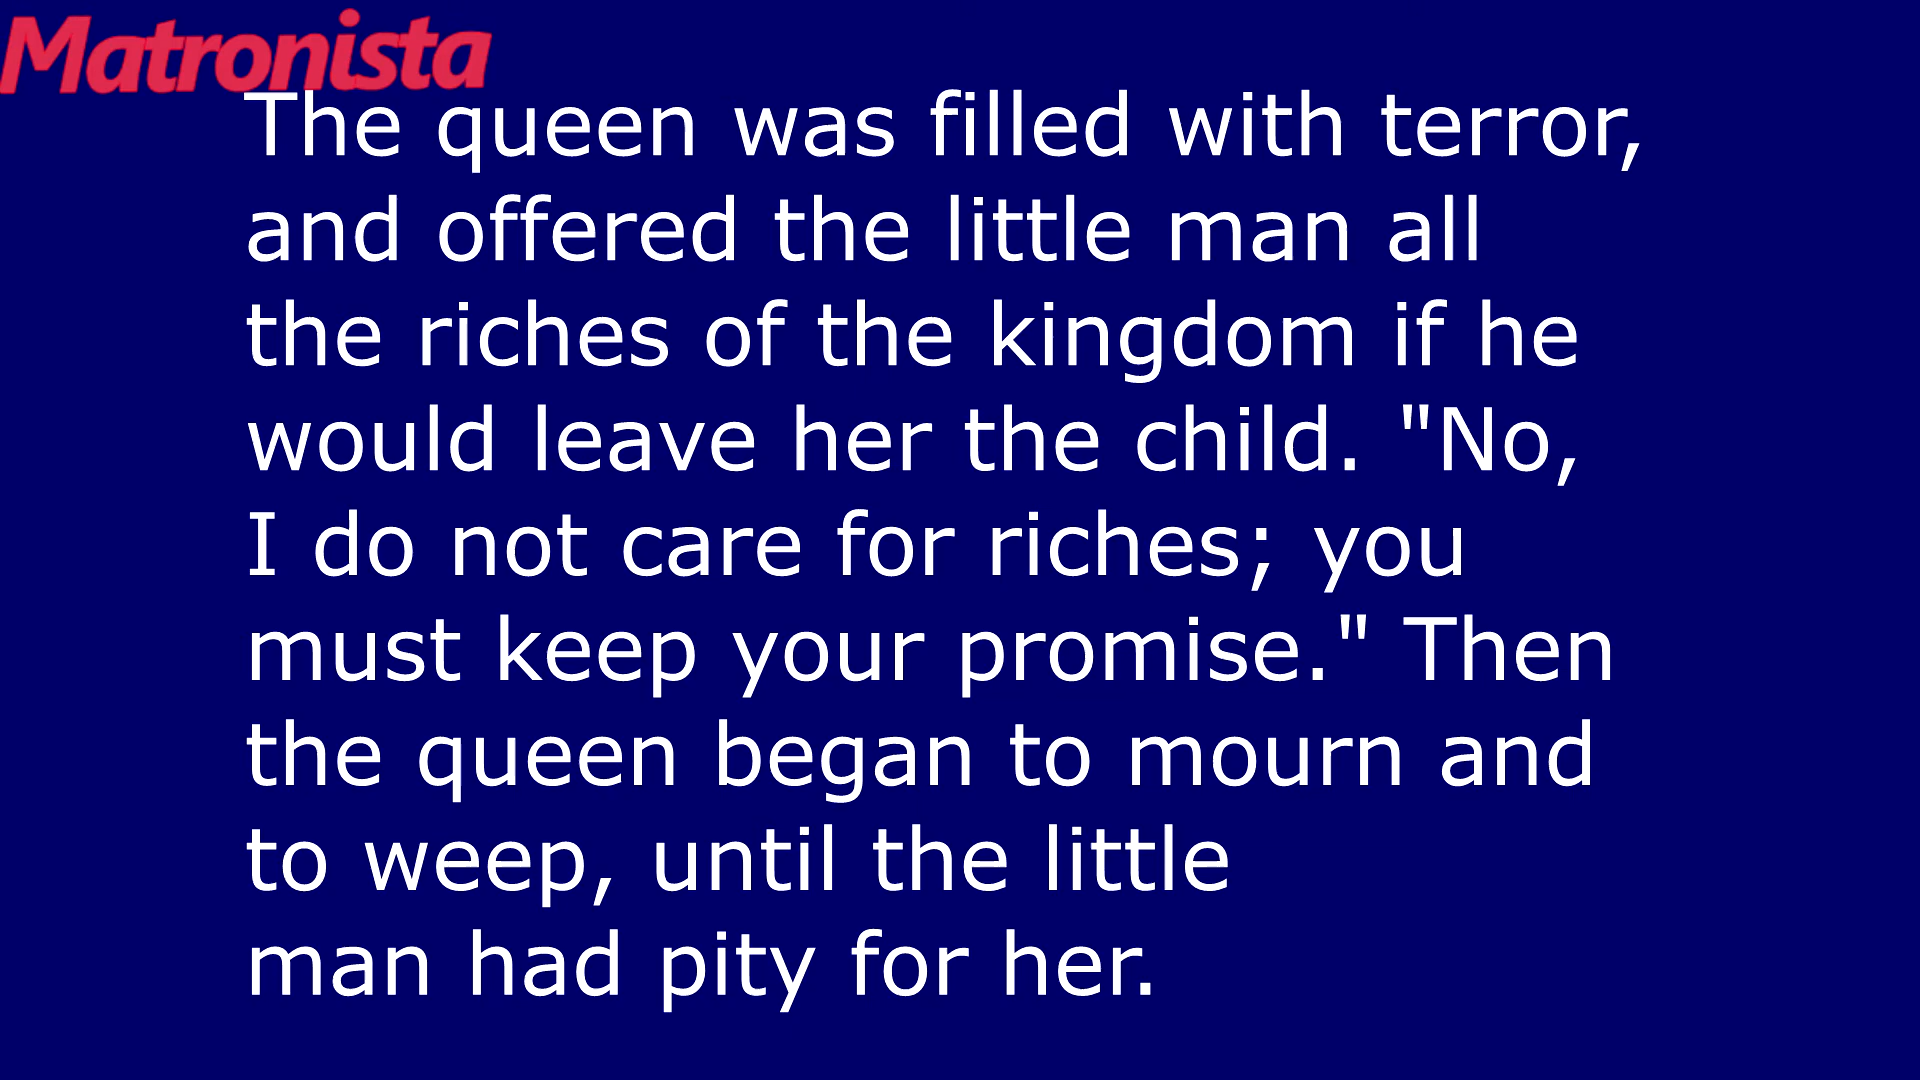 Matronista
The queen was filled with terror,
and offered the little man all
the riches of the kingdom if he
would leave her the child. "No,
I do not care for riches; you
must keep your promise." Then
the queen began to mourn and
to weep, until the little
man had pity for her.